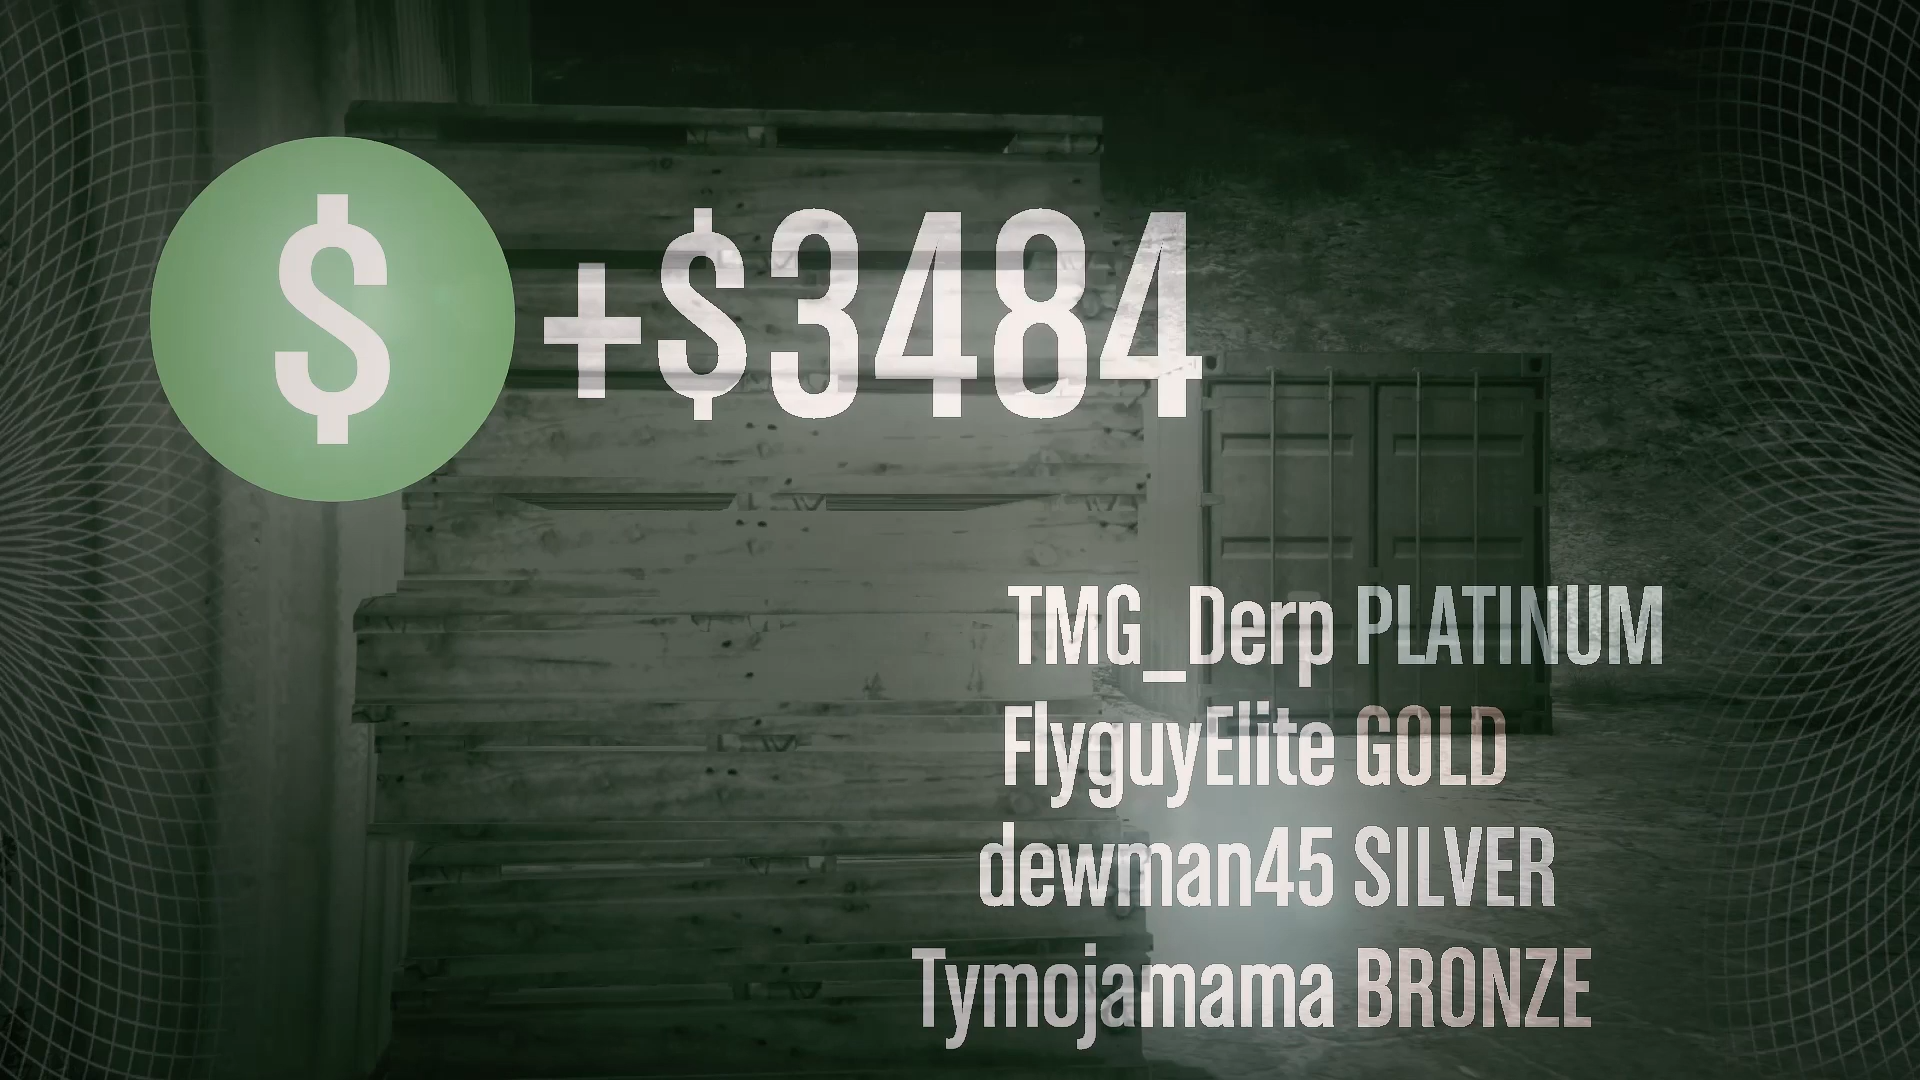 $ +$3484
TMG_Derp PLATINUM
FlyguyElite GOLD
dewman45 SILVER
Tymojamama BRONZE